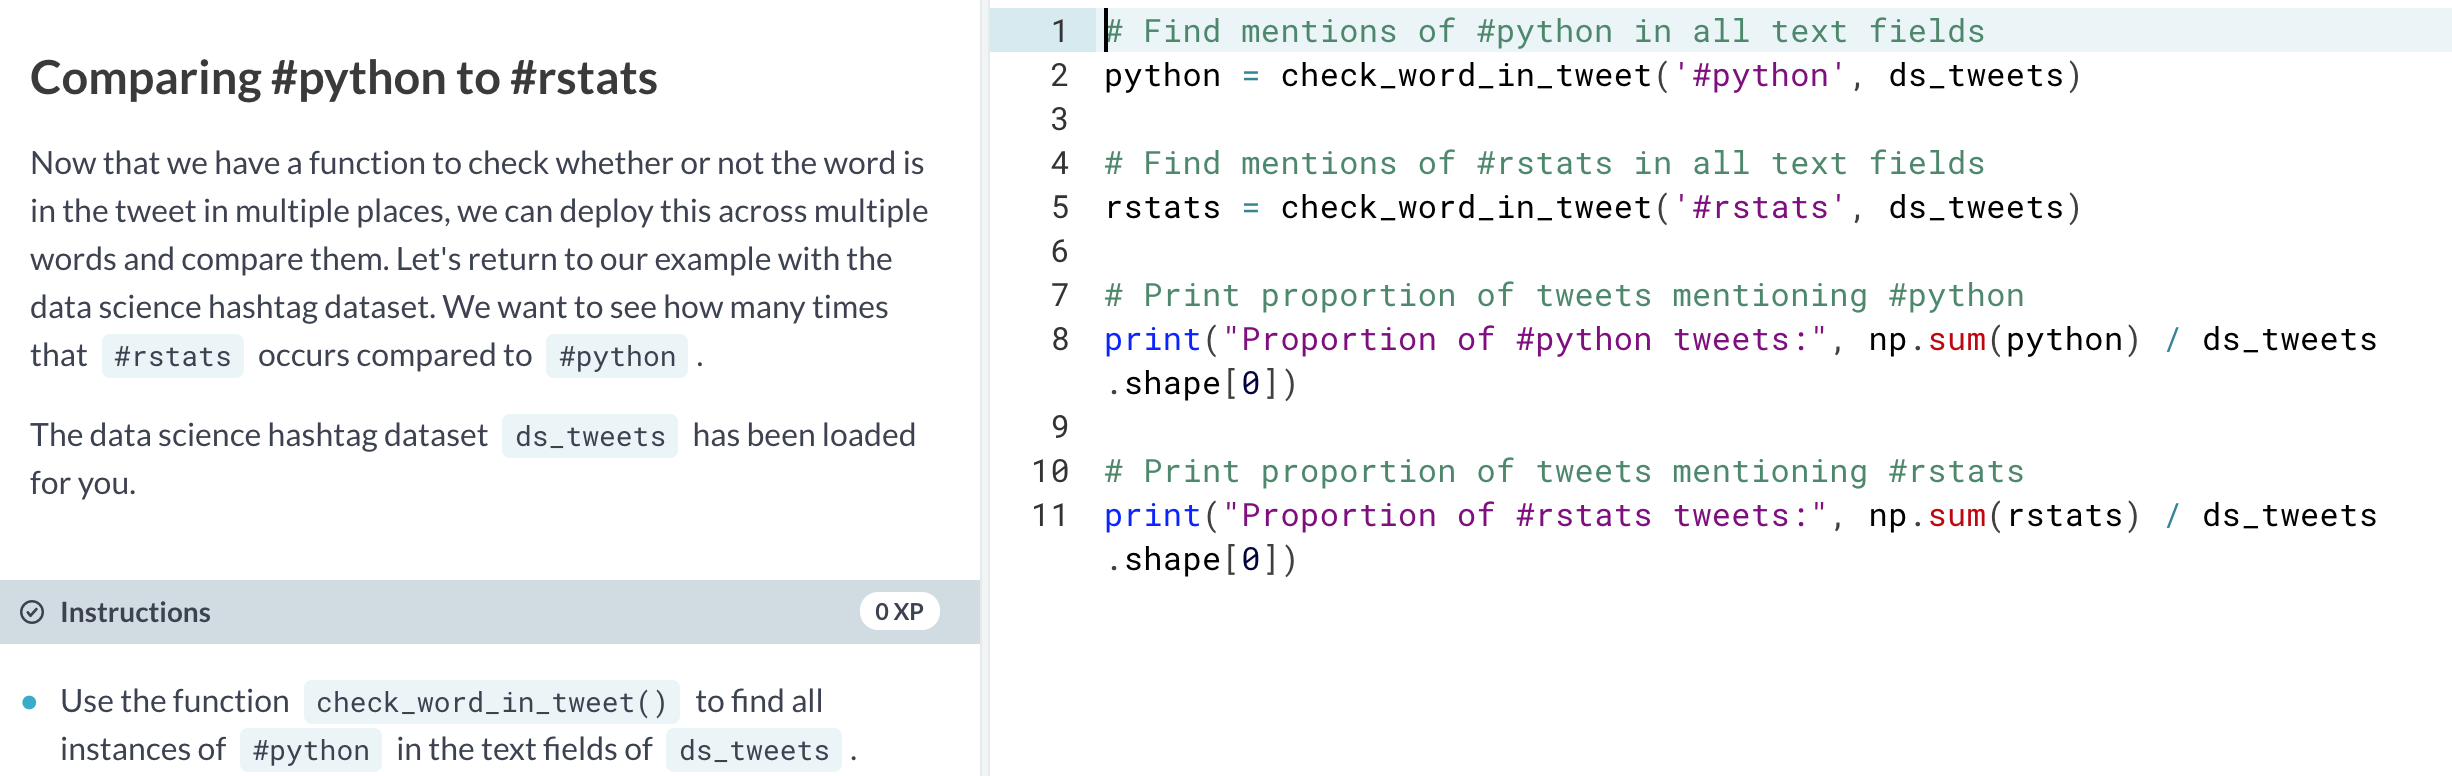 Comparing #python to #rstats
Now that we have a function to check whether or not the word is
in the tweet in multiple places, we can deploy this across multiple
words and compare them. Let's return to our example with the
data science hashtag dataset. We want to see how many times
that #rstats occurs compared to #python .
The data science hashtag dataset ds_tweets has been loaded
for you.
Instructions 0 XP
Use the function check_word_in_tweet() to find all
instances of #python in the text fields of ds_tweets .
1 # Find mentions of #python in all text fields
2 python = check_word_in_tweet('#python', ds_tweets)
3
4 # Find mentions of #rstats in all text fields
5 rstats = check_word_in_tweet('#rstats', ds_tweets)
6
7 # Print proportion of tweets mentioning #python
8 print("Proportion of #python tweets:", np.sum(python) / ds_tweets
.shape[0])
9
10 # Print proportion of tweets mentioning #rstats
11 print("Proportion of #rstats tweets:", np.sum(rstats) / ds_tweets
.shape[0])